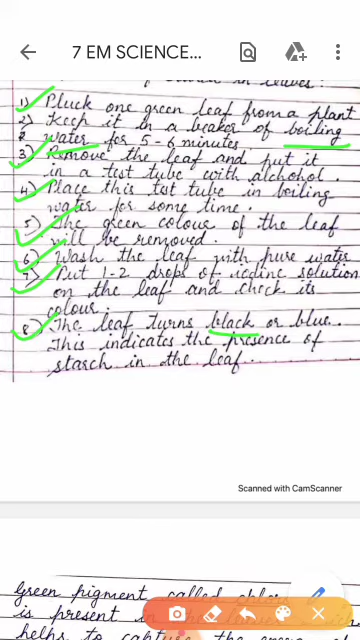 7 EM SCIENCE...
in leaves.
1) Pluck one green leaf from a plant
2) Keep it in a beaker of boiling
water for 5-6 minutes.
3) Remove the leaf and put it
in a test tube with alchohol.
4) Place this test tube in boiling
water for some time.
5) The green colour of the leaf
will be removed.
6) Wash the leaf with pure water
7) Put 1-2 drops of iodine solution
on the leaf and check its
colour.
8) The leaf turns black or blue.
This indicates the presence of
starch in the leaf.
Scanned with CamScanner
Green pigment called
is present in the
helps to capture the